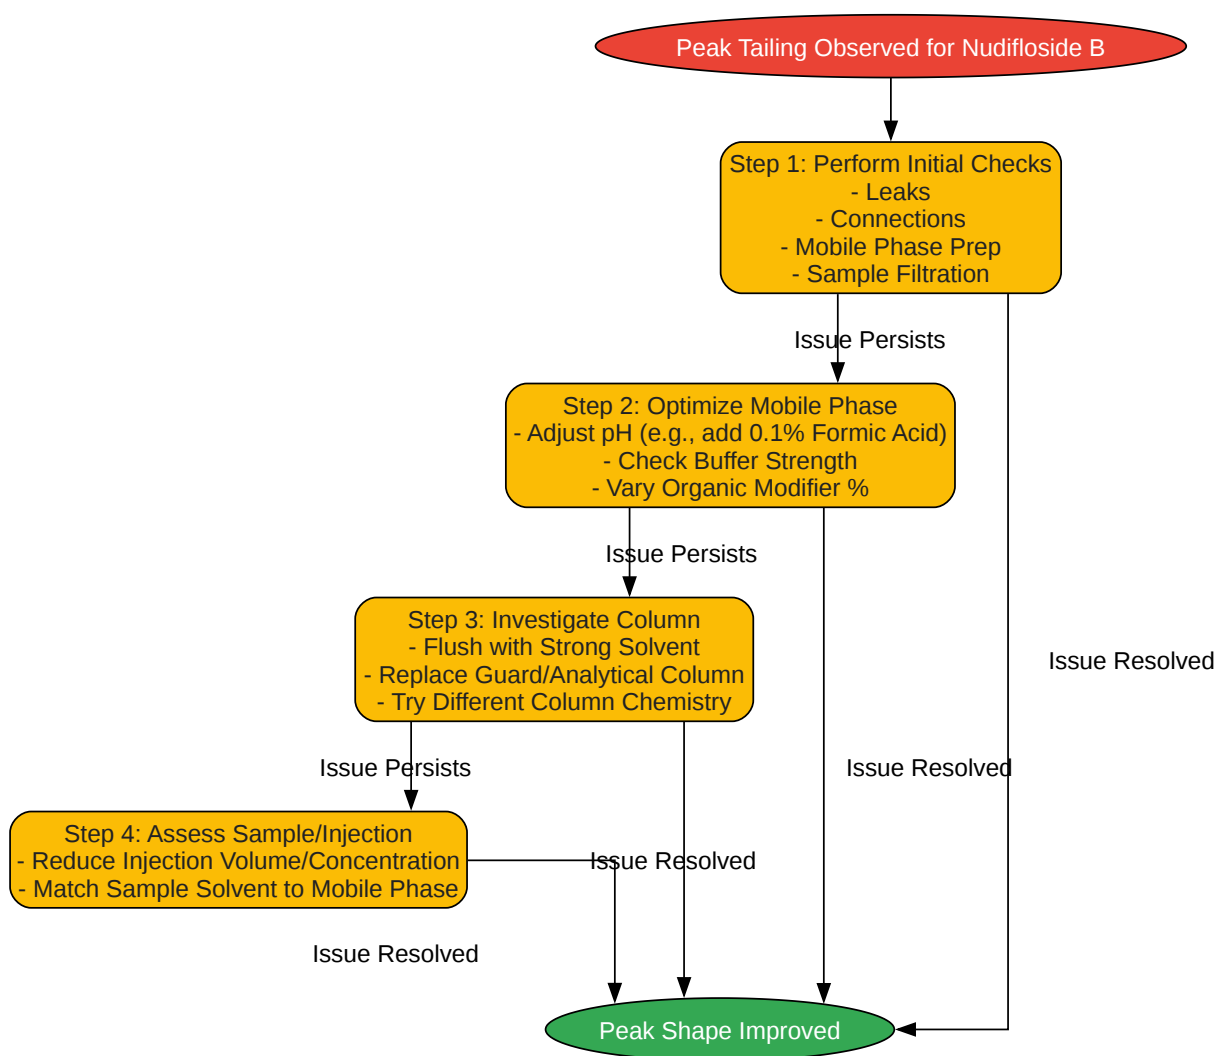 Peak Tailing Observed for Nudifloside B
Step 1: Perform Initial Checks
- Leaks
- Connections
- Mobile Phase Prep
- Sample Filtration
Issue Persists
Step 2: Optimize Mobile Phase
- Adjust pH (e.g., add 0.1% Formic Acid)
- Check Buffer Strength
- Vary Organic Modifier %
Issue Persists
Step 3: Investigate Column
- Flush with Strong Solvent
- Replace Guard/Analytical Column
- Try Different Column Chemistry
Issue Resolved
Issue Persists
Issue Resolved
Step 4: Assess Sample/Injection
- Reduce Injection Volume/Concentration
- Match Sample Solvent to Mobile Phase
Issue Resolved
Issue Resolved
Peak Shape Improved